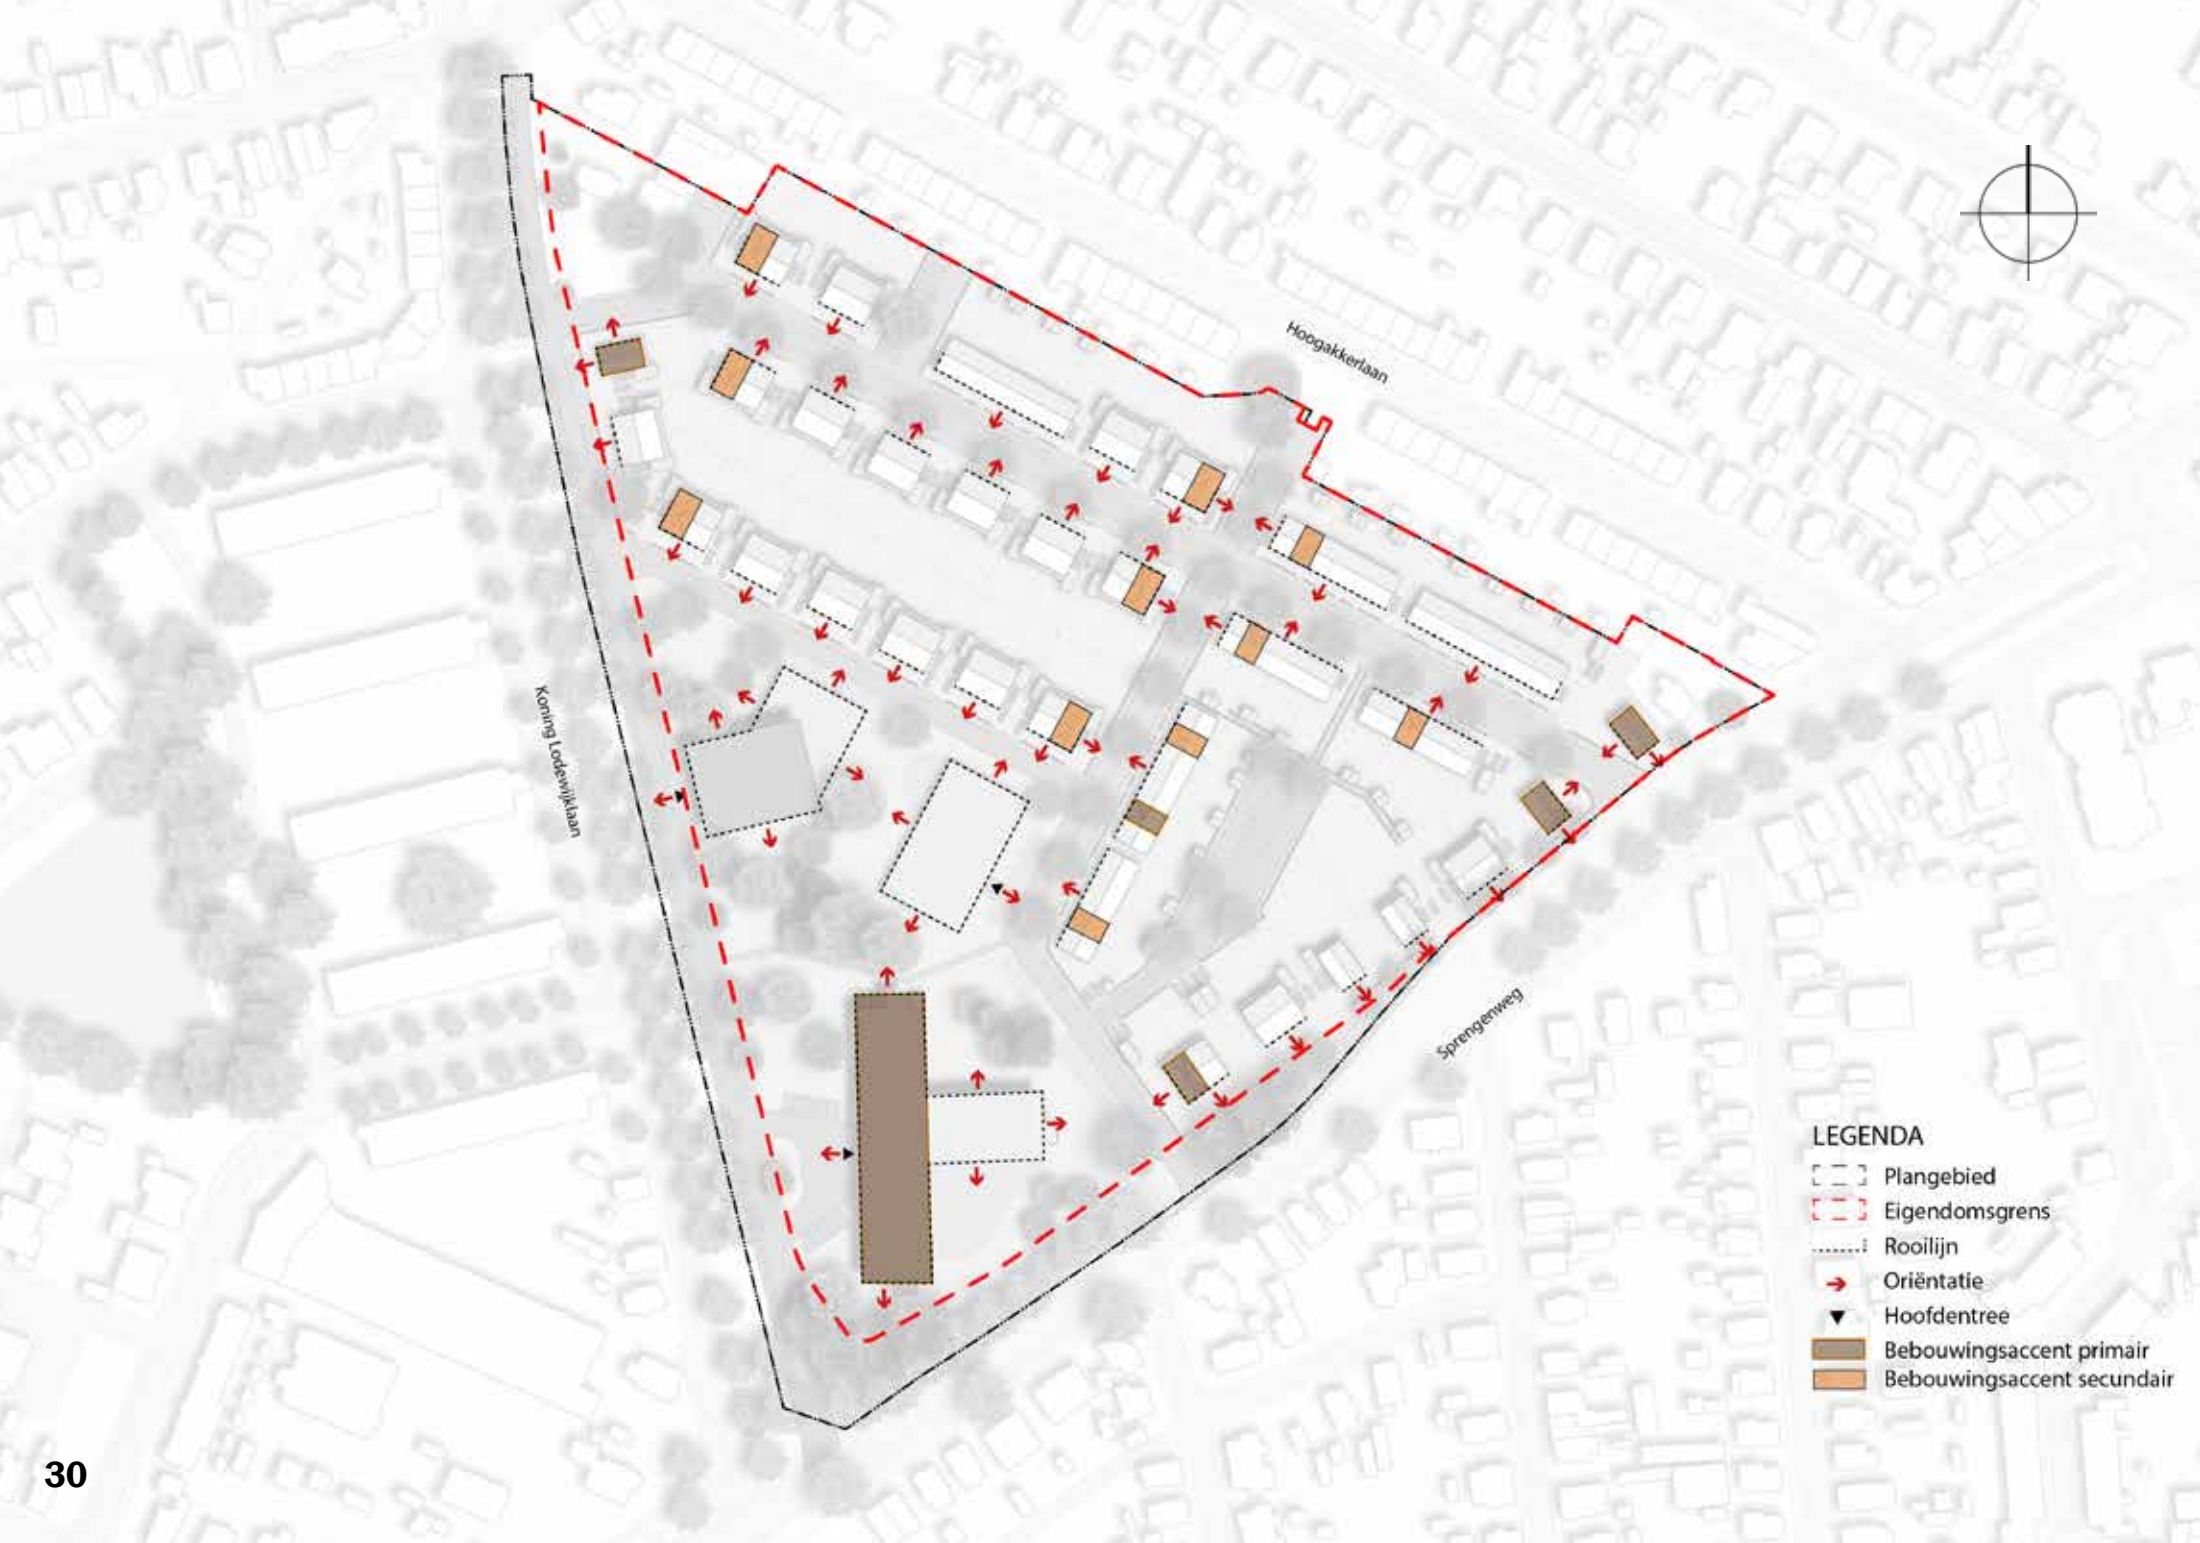 Hoogakkerlaan
Koning Lodewijklaan
Sprengenweg
LEGENDA
Plangebied
Eigendomsgrens
Rooilijn
Oriëntatie
Hoofdentree
Bebouwingsaccent primair
Bebouwingsaccent secundair
30